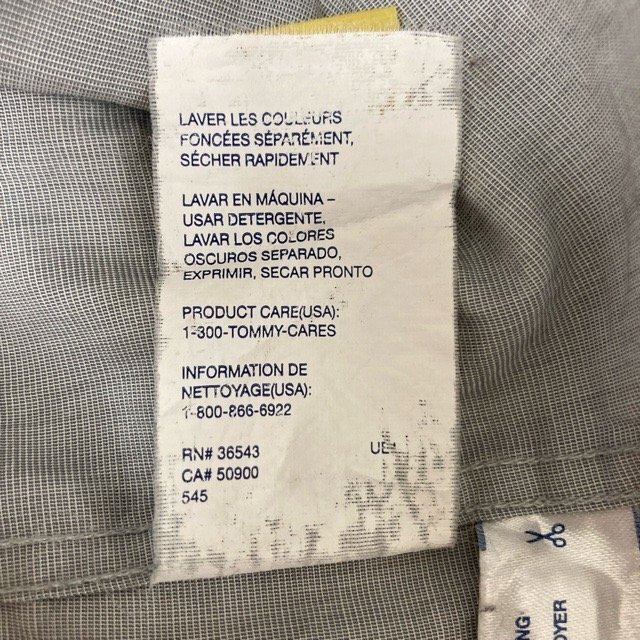 LAVER LES COULEURS
FONCÉES SÉPARÉMENT,
SÉCHER RAPIDEMENT
LAVAR EN MÁQUINA –
USAR DETERGENTE,
LAVAR LOS COLORES
OSCUROS SEPARADO,
EXPRIMIR, SECAR PRONTO
PRODUCT CARE(USA):
1-800-TOMMY-CARES
INFORMATION DE
NETTOYAGE(USA):
1-800-866-6922
RN# 36543
CA# 50900
545